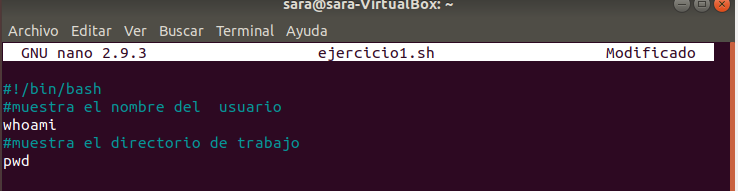 sara@sara-VirtualBox: ~
Archivo Editar Ver Buscar Terminal Ayuda
GNU nano 2.9.3 ejercicio1.sh Modificado
#!/bin/bash
#muestra el nombre del  usuario
whoami
#muestra el directorio de trabajo
pwd